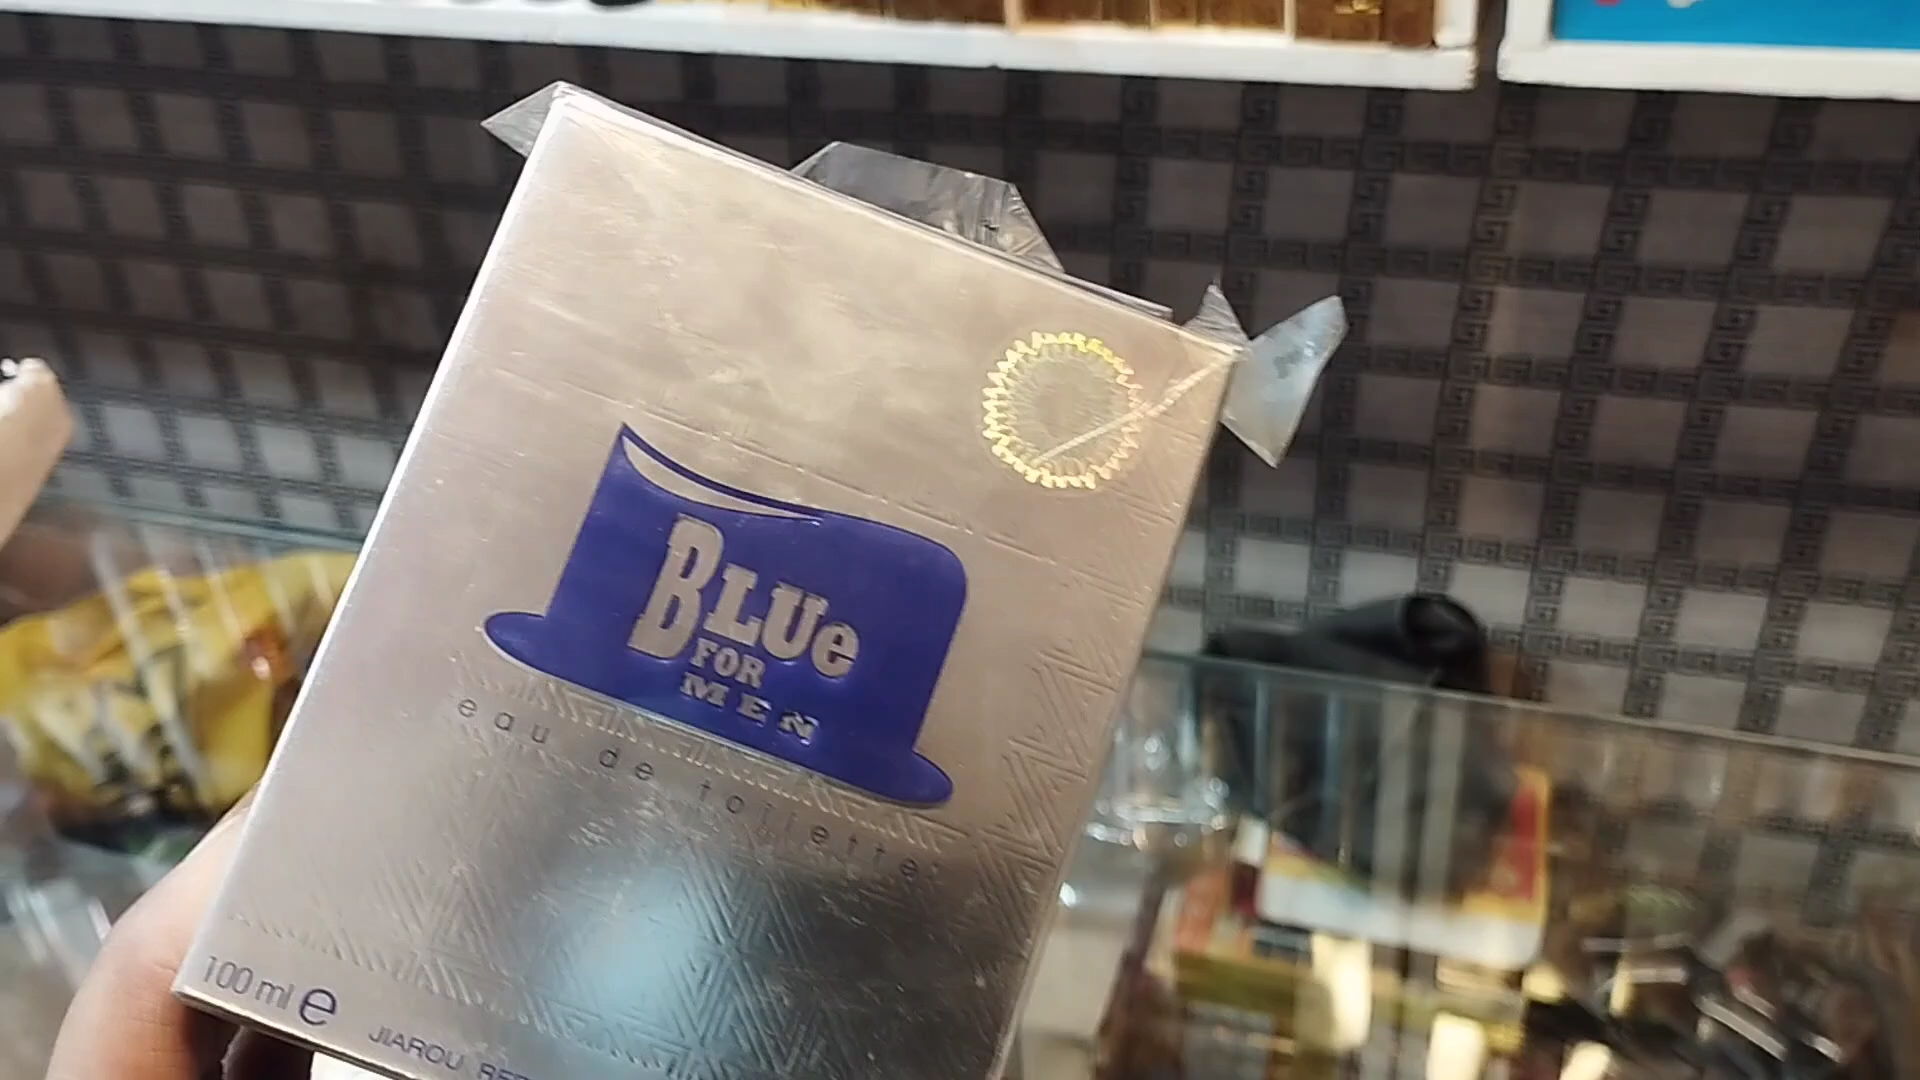 BLUe
FOR
MEN
eau de toilette
100 ml e
JIAROU